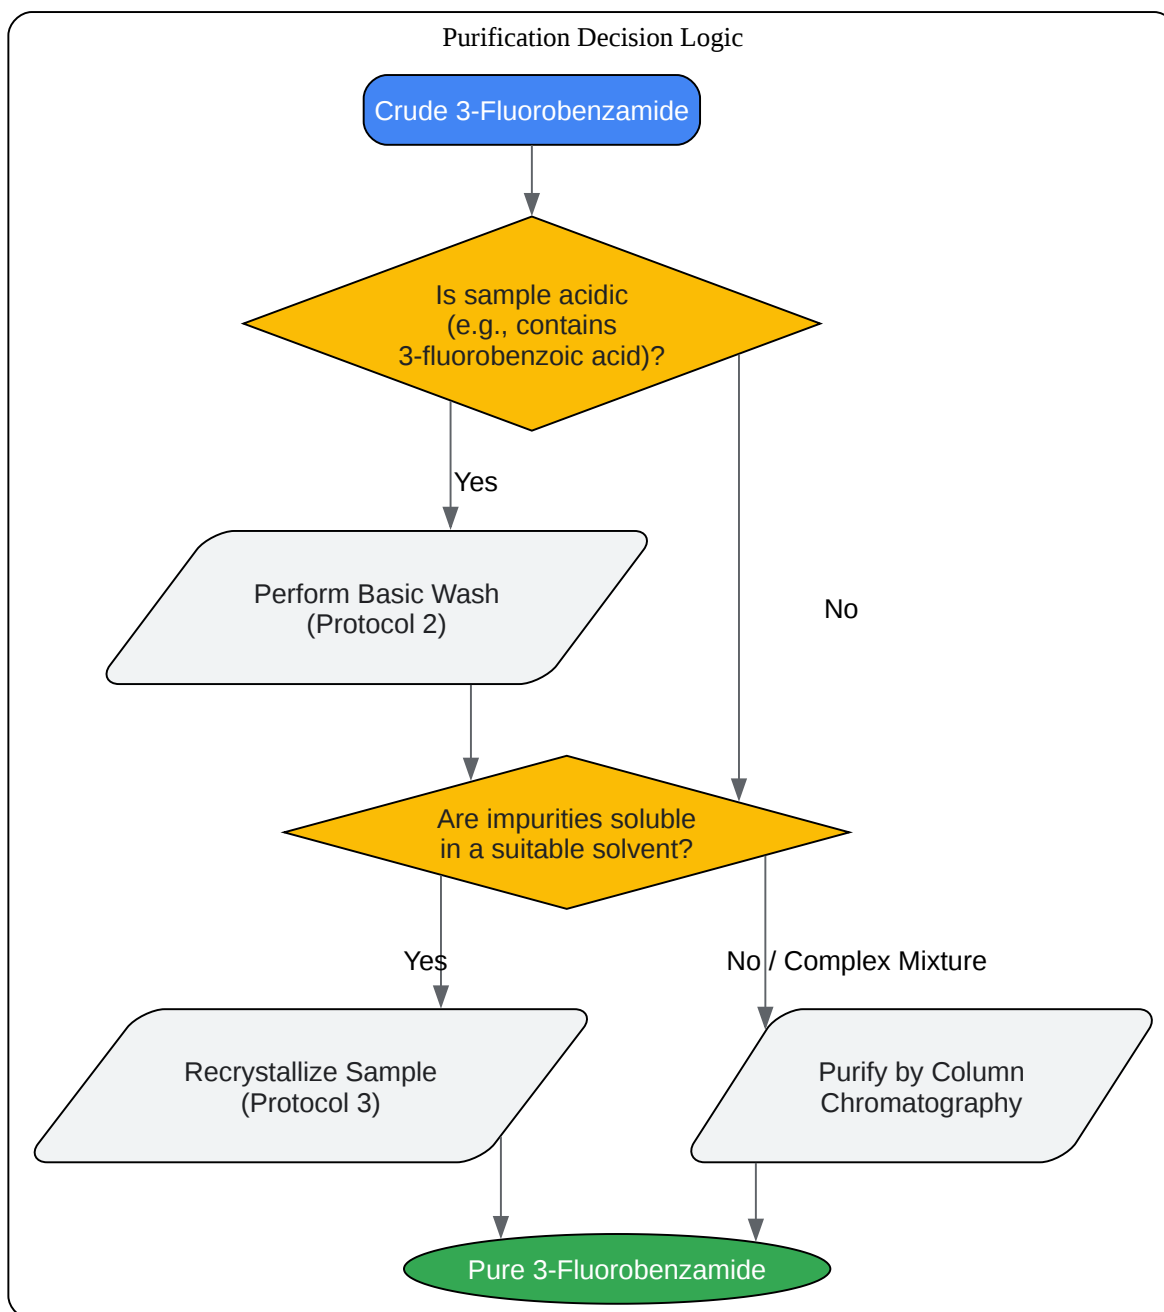 Purification Decision Logic
Crude 3-Fluorobenzamide
Is sample acidic
(e.g., contains
3-fluorobenzoic acid)?
Yes
Perform Basic Wash
(Protocol 2)
No
Are impurities soluble
in a suitable solvent?
Yes
No / Complex Mixture
Recrystallize Sample
(Protocol 3)
Purify by Column
Chromatography
Pure 3-Fluorobenzamide